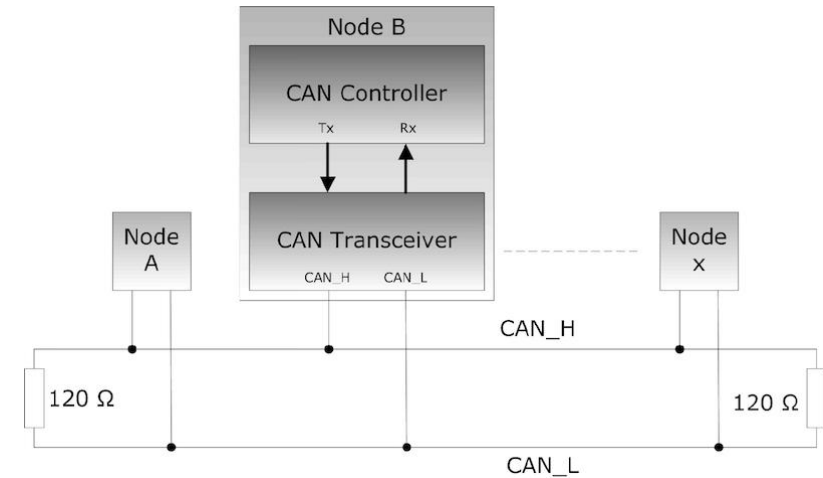 Node B
CAN Controller
Tx Rx
CAN Transceiver
CAN_H CAN_L
Node
A
Node
x
CAN_H
120 Ω
120 Ω
CAN_L